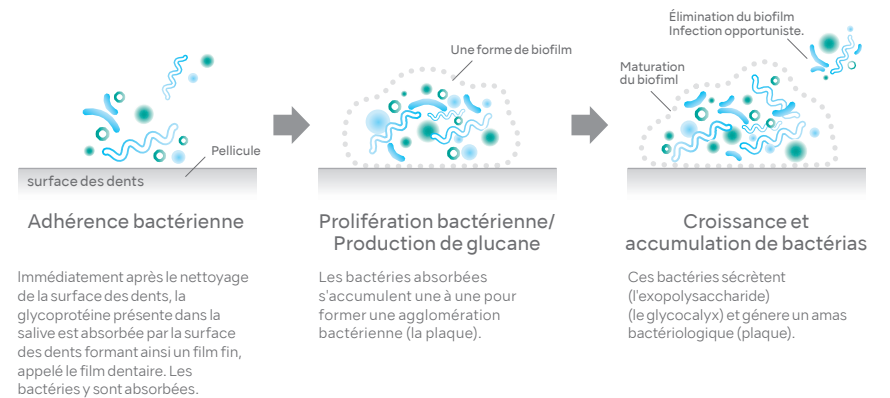 Pellicule
surface des dents
Adhérence bactérienne
Immédiatement après le nettoyage
de la surface des dents, la
glycoprotéine présente dans la
salive est absorbée par la surface
des dents formant ainsi un film fin,
appelé le film dentaire. Les
bactéries y sont absorbées.
Une forme de biofilm
Prolifération bactérienne/
Production de glucane
Les bactéries absorbées
s'accumulent une à une pour
former une agglomération
bactérienne (la plaque).
Élimination du biofilm
Infection opportuniste.
Maturation
du biofiml
Croissance et
accumulation de bactérias
Ces bactéries sécrètent
(l'exopolysaccharide)
(le glycocalyx) et génere un amas
bactériologique (plaque).